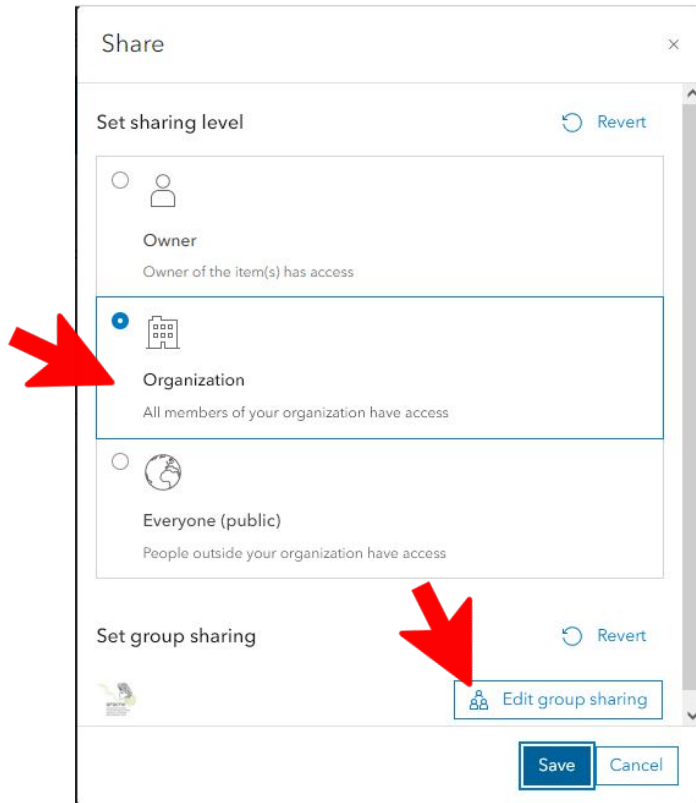 Share
Set sharing level
Revert
Owner
Owner of the item(s) has access
Organization
All members of your organization have access
Everyone (public)
People outside your organization have access
Set group sharing
Revert
Edit group sharing
Save
Cancel